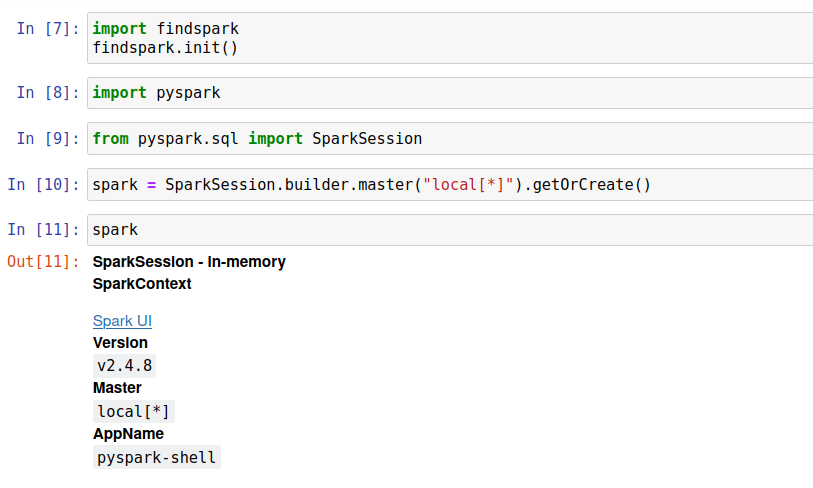 In [7]: import findspark
findspark.init()
In [8]: import pyspark
In [9]: from pyspark.sql import SparkSession
In [10]: spark = SparkSession.builder.master("local[*]").getOrCreate()
In [11]: spark
Out[11]: SparkSession - in-memory
SparkContext
Spark UI
Version
v2.4.8
Master
local[*]
AppName
pyspark-shell